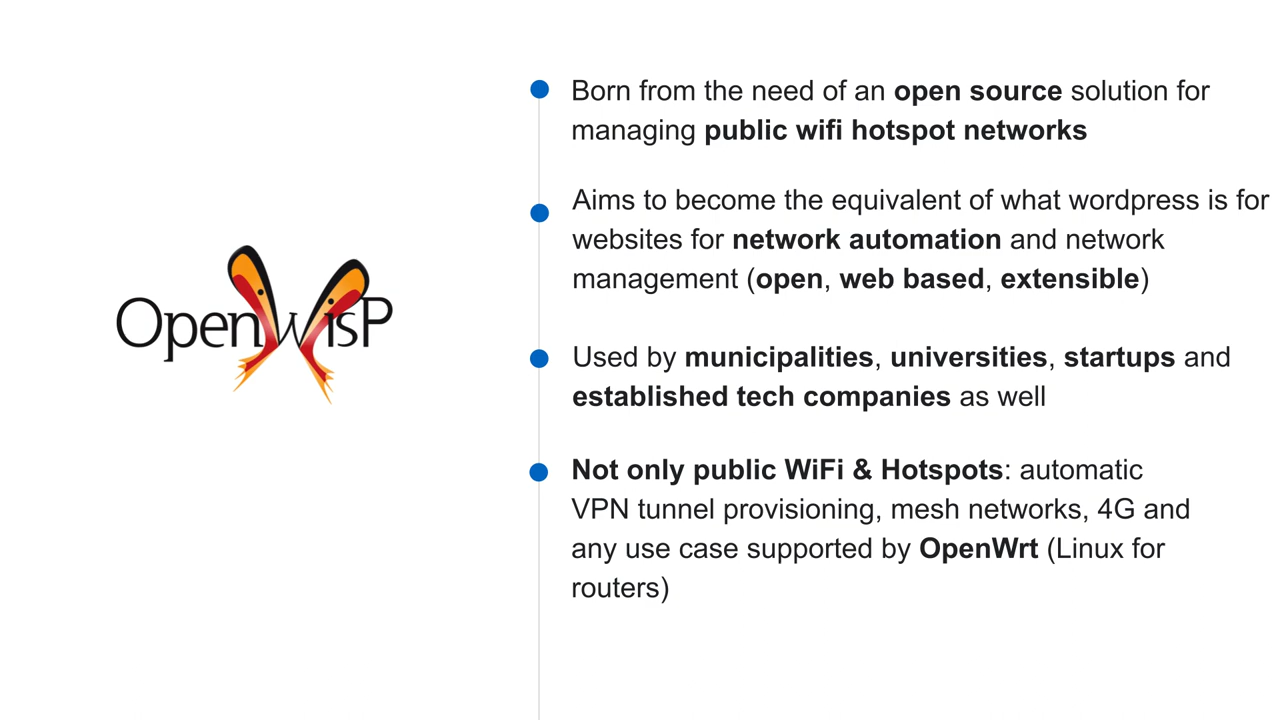 OpenWisP
Born from the need of an open source solution for
managing public wifi hotspot networks
Aims to become the equivalent of what wordpress is for
websites for network automation and network
management (open, web based, extensible)
Used by municipalities, universities, startups and
established tech companies as well
Not only public WiFi & Hotspots: automatic
VPN tunnel provisioning, mesh networks, 4G and
any use case supported by OpenWrt (Linux for
routers)